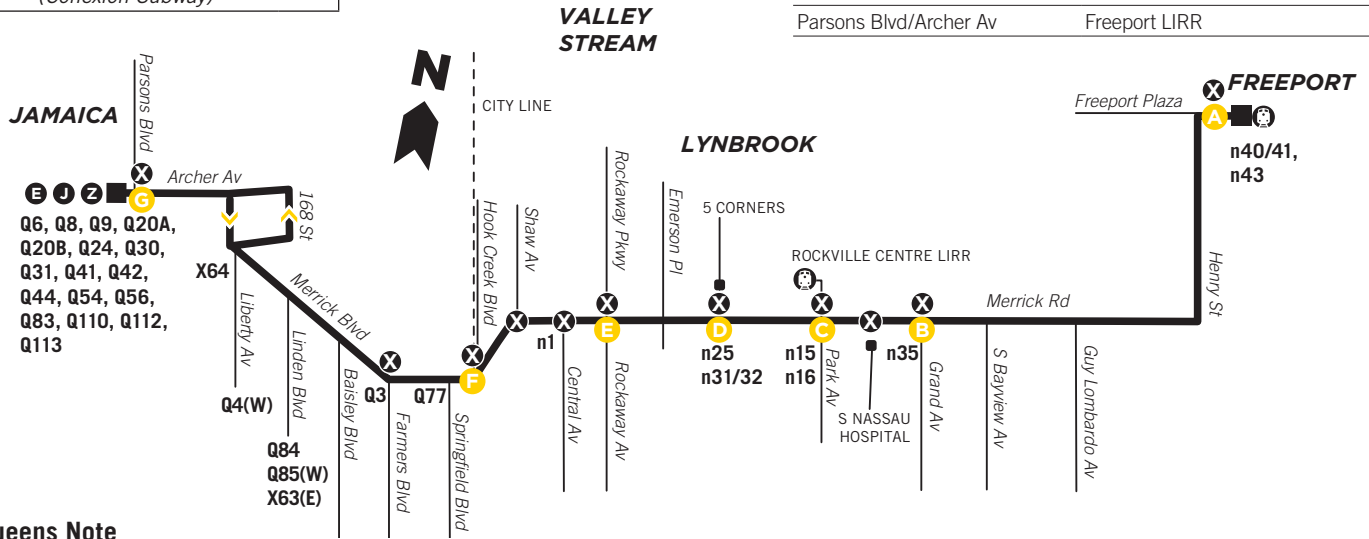 (Conexión Subway)
VALLEY
STREAM
Parsons Blvd/Archer Av Freeport LIRR
N
CITY LINE
JAMAICA
Parsons Blvd
X
E J Z
G
Archer Av
168 St
Q6, Q8, Q9, Q20A,
Q20B, Q24, Q30,
Q31, Q41, Q42,
Q44, Q54, Q56,
Q83, Q110, Q112,
Q113
X64
Merrick Blvd
Liberty Av
Q4(W)
Linden Blvd
Q84
Q85(W)
X63(E)
Baisley Blvd
X
Q3
Farmers Blvd
Q77
Springfield Blvd
X
F
Hook Creek Blvd
Shaw Av
X
X
n1
Central Av
Rockaway Pkwy
X
E
Rockaway Av
Emerson Pl
LYNBROOK
5 CORNERS
X
D
n25
n31/32
ROCKVILLE CENTRE LIRR
X
C
n15
n16
Park Av
X
S NASSAU
HOSPITAL
X
B
n35
Grand Av
Merrick Rd
S Bayview Av
Guy Lombardo Av
Henry St
Freeport Plaza
FREEPORT
X
A
n40/41,
n43
ueens Note